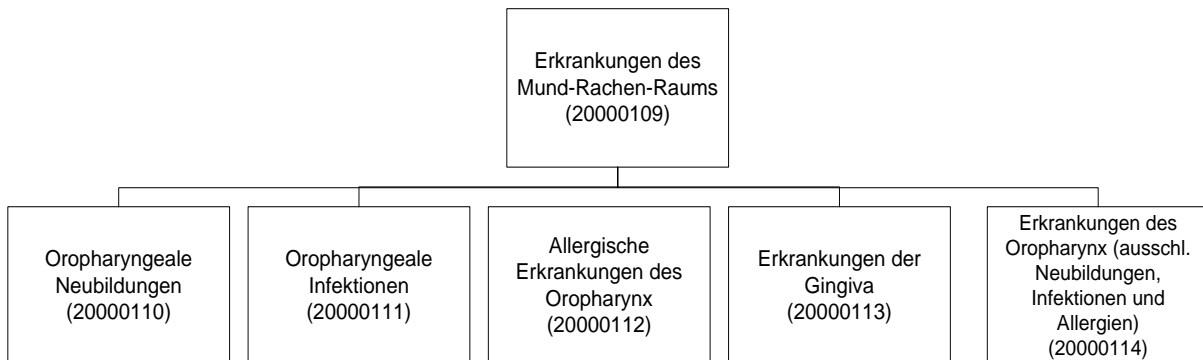 Erkrankungen des
Mund-Rachen-Raums
(20000109)
Oropharyngeale
Neubildungen
(20000110)
Oropharyngeale
Infektionen
(20000111)
Allergische
Erkrankungen des
Oropharynx
(20000112)
Erkrankungen der
Gingiva
(20000113)
Erkrankungen des
Oropharynx (ausschl.
Neubildungen,
Infektionen und
Allergien)
(20000114)